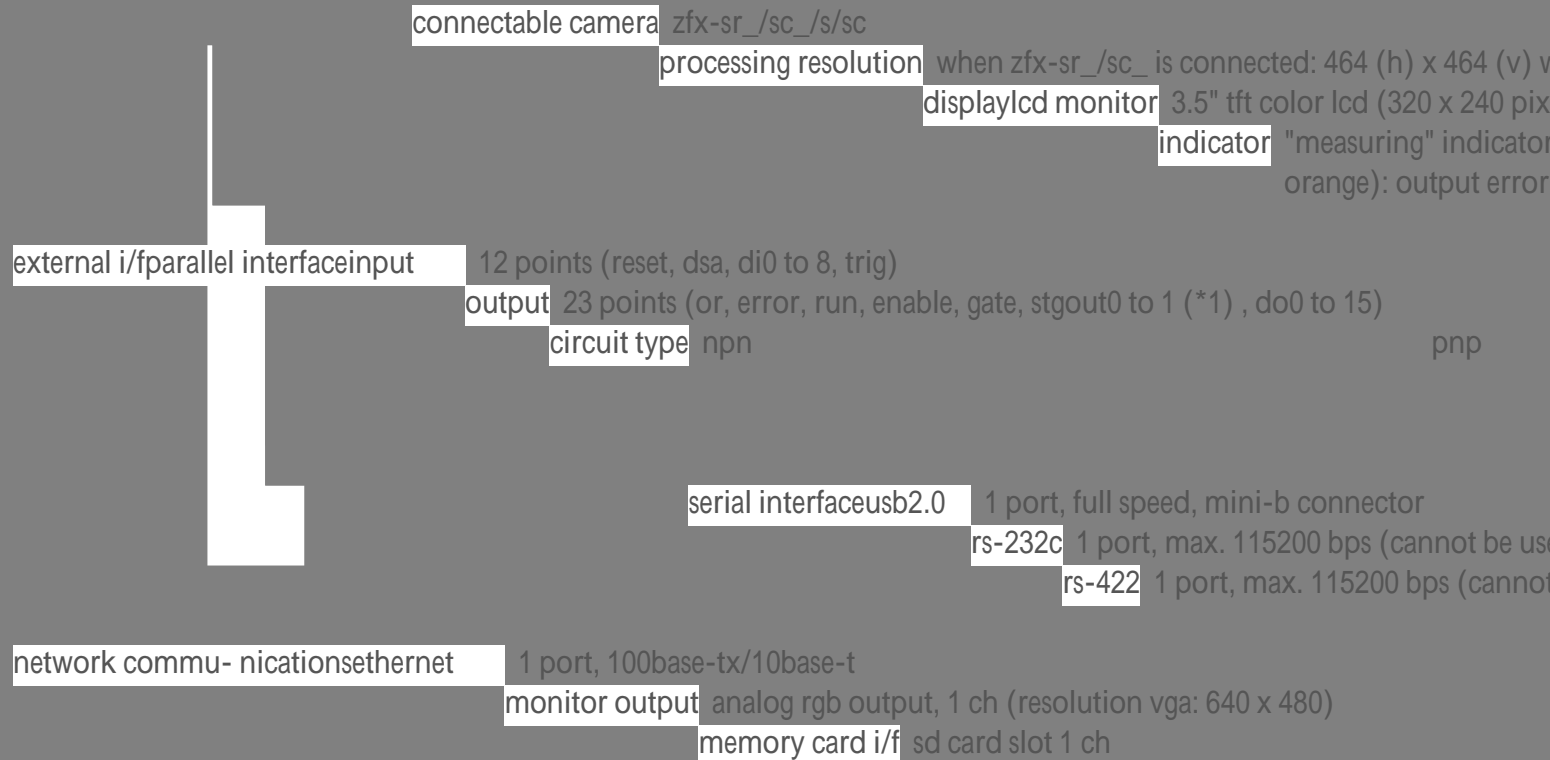 connectable camera zfx-sr_/sc_/s/sc
processing resolution when zfx-sr_/sc_ is connected: 464 (h) x 464 (v)
displaylcd monitor 3.5" tft color lcd (320 x 240 pix
indicator "measuring" indicator
orange): output error
external i/fparallel interfaceinput 12 points (reset, dsa, di0 to 8, trig)
output 23 points (or, error, run, enable, gate, stgout0 to 1 (*1) , do0 to 15)
circuit type npn pnp
serial interfaceusb2.0 1 port, full speed, mini-b connector
rs-232c 1 port, max. 115200 bps (cannot be use
rs-422 1 port, max. 115200 bps (cannot
network commu- nicationsethernet 1 port, 100base-tx/10base-t
monitor output analog rgb output, 1 ch (resolution vga: 640 x 480)
memory card i/f sd card slot 1 ch